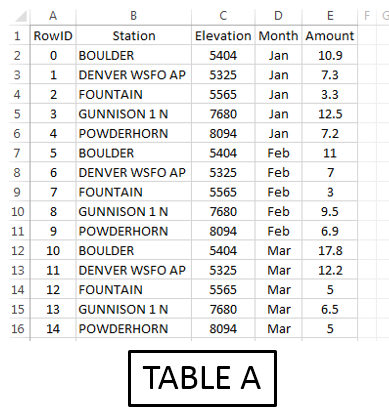 A B C D E F G
1 RowID Station Elevation Month Amount
2 0 BOULDER 5404 Jan 10.9
3 1 DENVER WSFO AP 5325 Jan 7.3
4 2 FOUNTAIN 5565 Jan 3.3
5 3 GUNNISON 1 N 7680 Jan 12.5
6 4 POWDERHORN 8094 Jan 7.2
7 5 BOULDER 5404 Feb 11
8 6 DENVER WSFO AP 5325 Feb 7
9 7 FOUNTAIN 5565 Feb 3
10 8 GUNNISON 1 N 7680 Feb 9.5
11 9 POWDERHORN 8094 Feb 6.9
12 10 BOULDER 5404 Mar 17.8
13 11 DENVER WSFO AP 5325 Mar 12.2
14 12 FOUNTAIN 5565 Mar 5
15 13 GUNNISON 1 N 7680 Mar 6.5
16 14 POWDERHORN 8094 Mar 5
TABLE A